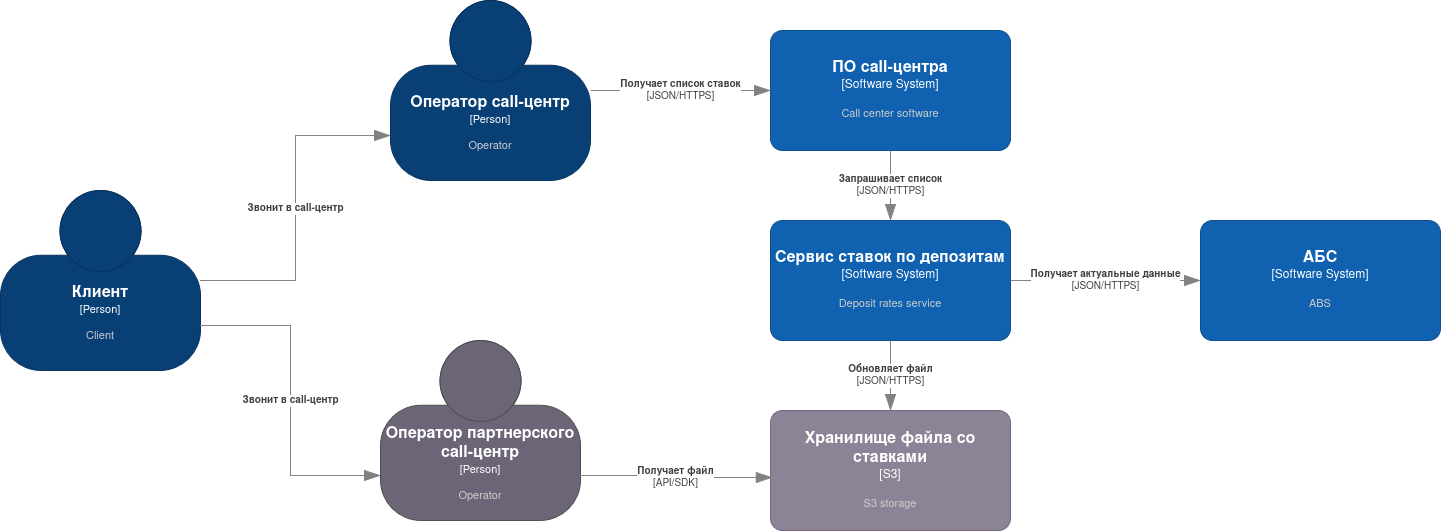 Оператор call-центр
[Person]
Operator
Получает список ставок
[JSON/HTTPS]
ПО call-центра
[Software System]
Call center software
Запрашивает список
[JSON/HTTPS]
Звонит в call-центр
Клиент
[Person]
Client
Сервис ставок по депозитам
[Software System]
Deposit rates service
Получает актуальные данные
[JSON/HTTPS]
АБС
[Software System]
ABS
Обновляет файл
[JSON/HTTPS]
Звонит в call-центр
Оператор партнерского
call-центр
[Person]
Operator
Получает файл
[API/SDK]
Хранилище файла со
ставками
[S3]
S3 storage